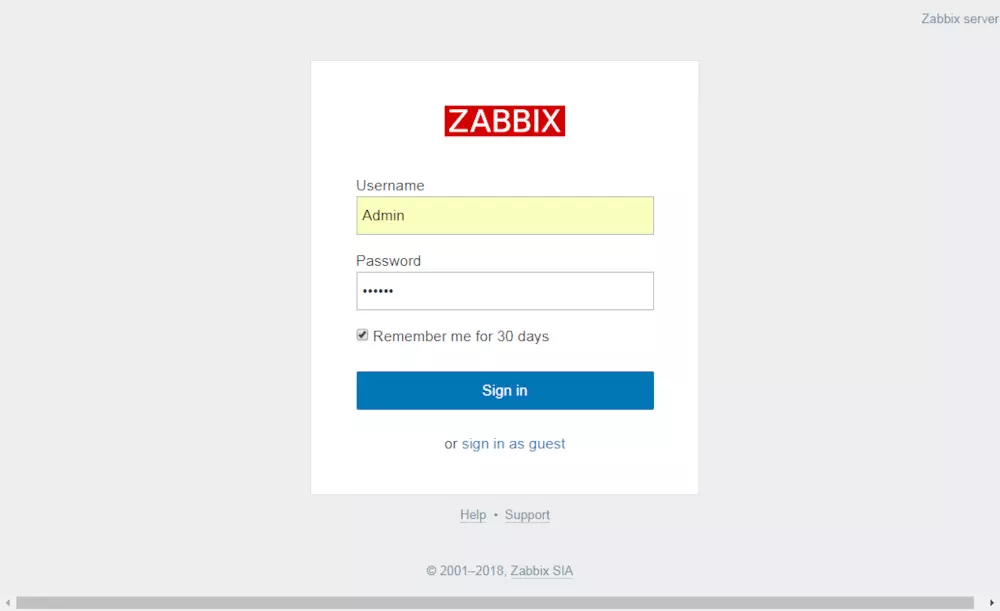 Zabbix server
ZABBIX
Username
Admin
Password
••••••
Remember me for 30 days
Sign in
or sign in as guest
Help • Support
© 2001–2018, Zabbix SIA